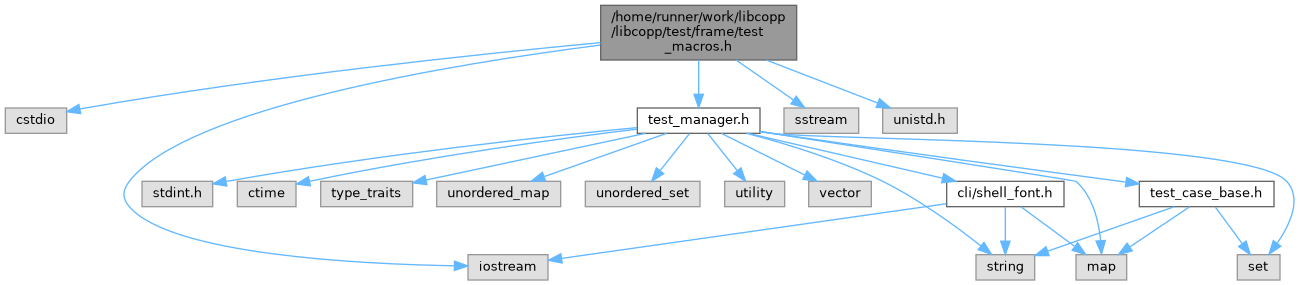 /home/runner/work/libcopp
/libcopp/test/frame/test
_macros.h
cstdio
test_manager.h
sstream
unistd.h
stdint.h
ctime
type_traits
unordered_map
unordered_set
utility
vector
cli/shell_font.h
test_case_base.h
iostream
string
map
set